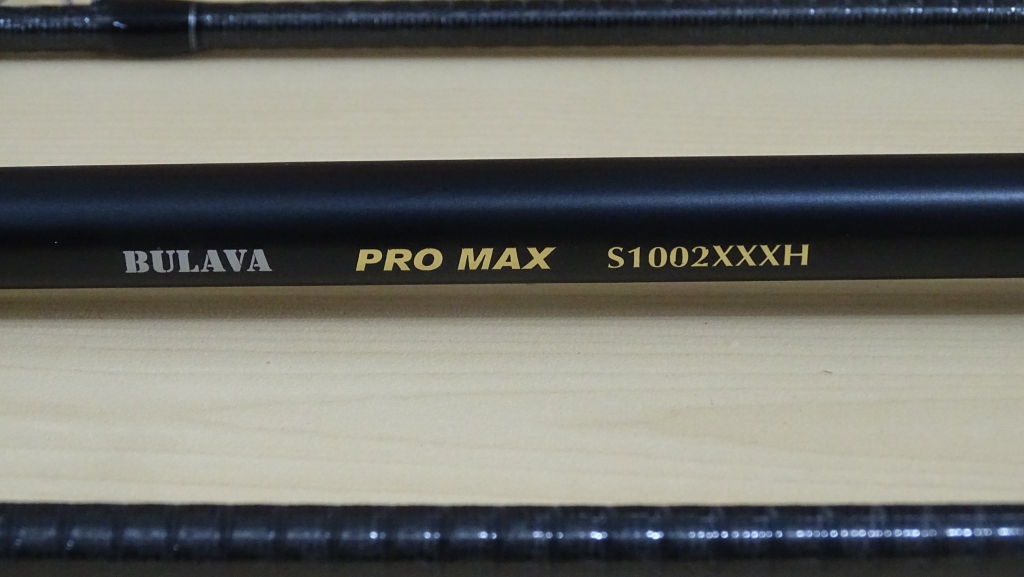 BULAVA PRO MAX S1002XXXH